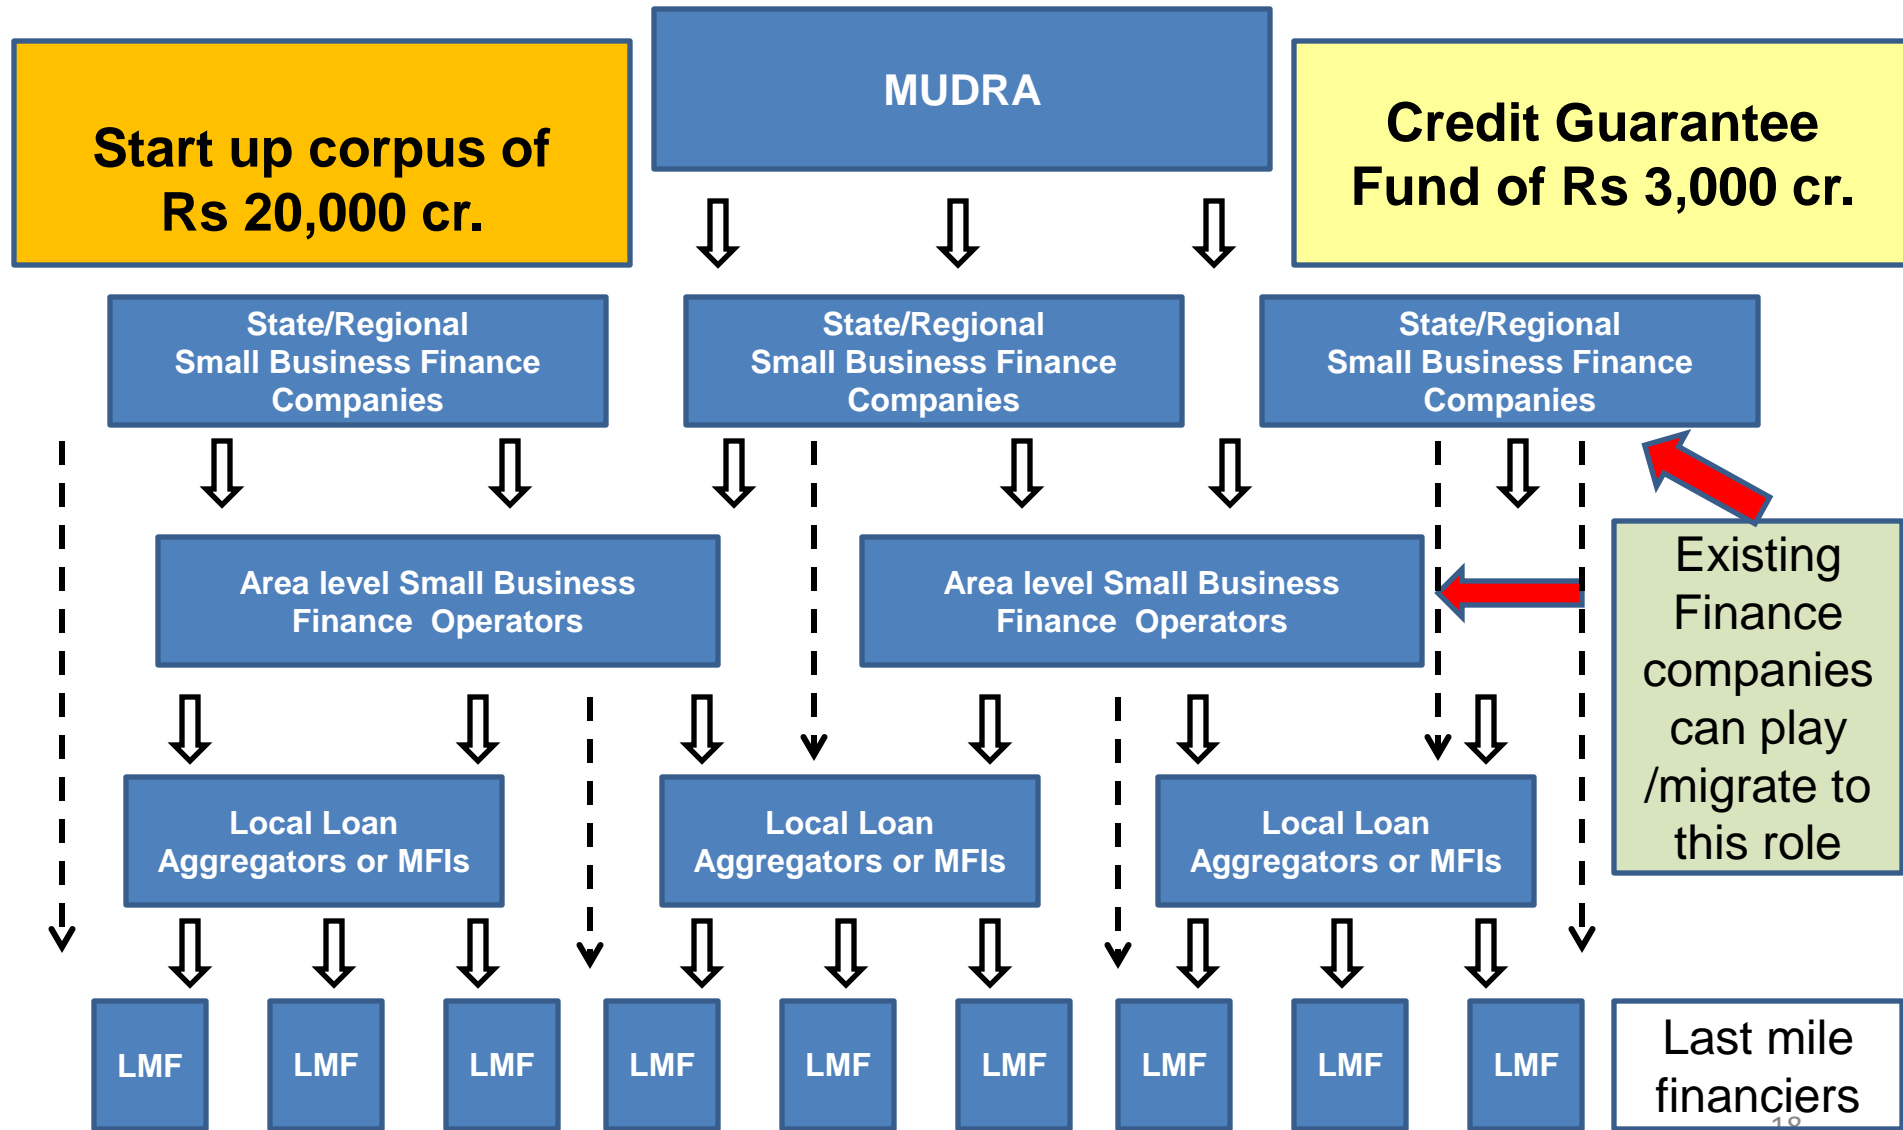 MUDRA
Start up corpus of
Rs 20,000 cr.
Credit Guarantee
Fund of Rs 3,000 cr.
State/Regional
Small Business Finance
Companies
State/Regional
Small Business Finance
Companies
State/Regional
Small Business Finance
Companies
Area level Small Business
Finance Operators
Area level Small Business
Finance Operators
Existing
Finance
companies
can play
/migrate to
this role
Local Loan
Aggregators or MFIs
Local Loan
Aggregators or MFIs
Local Loan
Aggregators or MFIs
LMF
LMF
LMF
LMF
LMF
LMF
LMF
LMF
LMF
Last mile
financiers
18